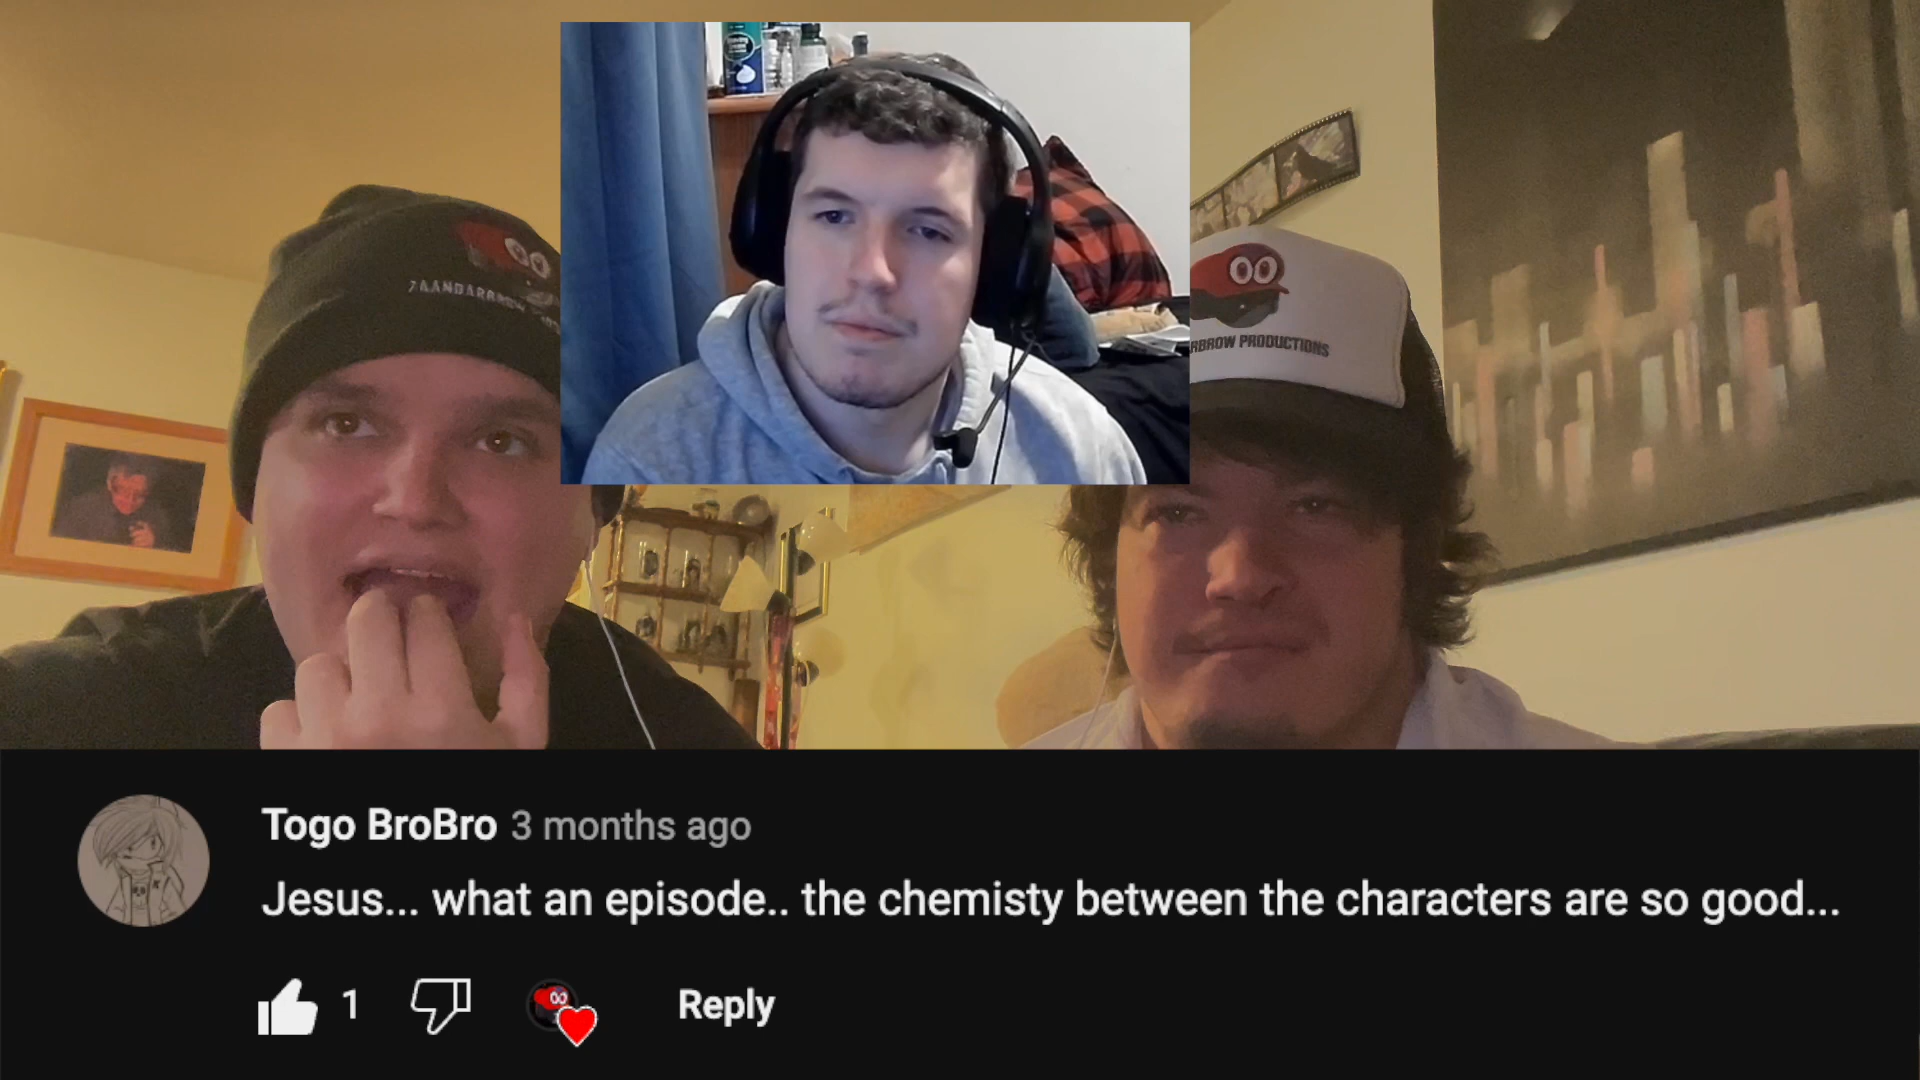 RBROW PRODUCTIONS
Togo BroBro 3 months ago
Jesus... what an episode.. the chemisty between the characters are so good...
1
Reply